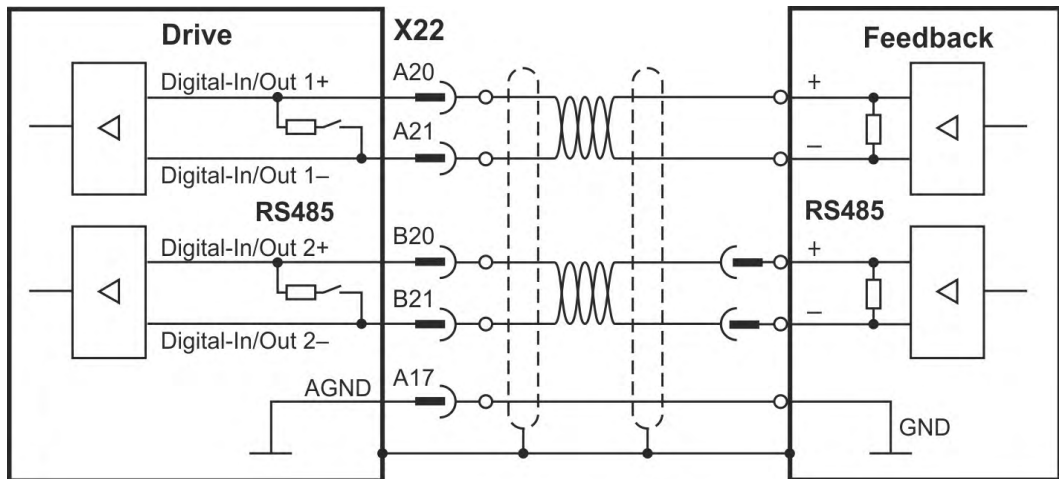 Drive
X22
Feedback
Digital-In/Out 1+
A20
+
A21
–
Digital-In/Out 1–
RS485
RS485
Digital-In/Out 2+
B20
+
B21
–
Digital-In/Out 2–
AGND
A17
GND